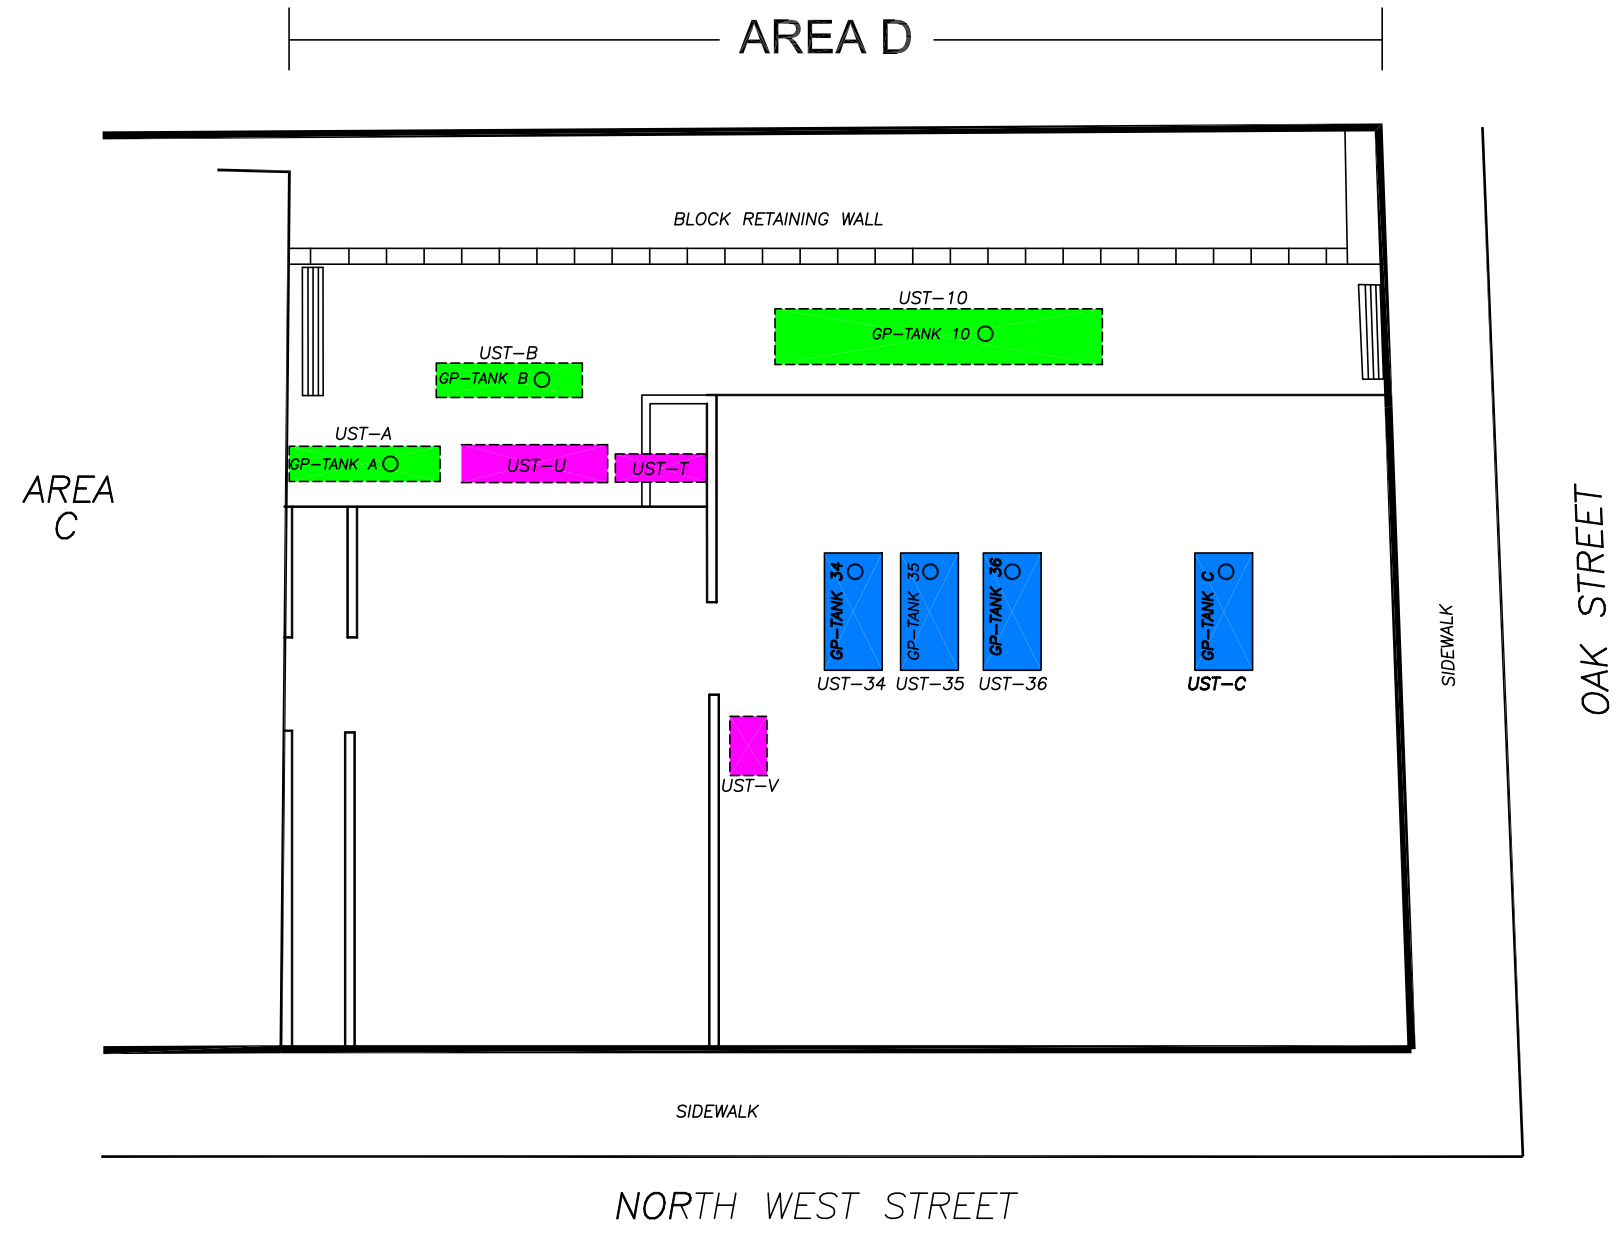 AREA D
BLOCK RETAINING WALL
UST-10
GP-TANK 10
UST-B
GP-TANK B
UST-A
GP-TANK A
UST-U
UST-T
AREA
C
GP-TANK 34
GP-TANK 35
GP-TANK 36
GP-TANK C
UST-34
UST-35
UST-36
UST-C
UST-V
SIDEWALK
OAK STREET
SIDEWALK
NORTH WEST STREET